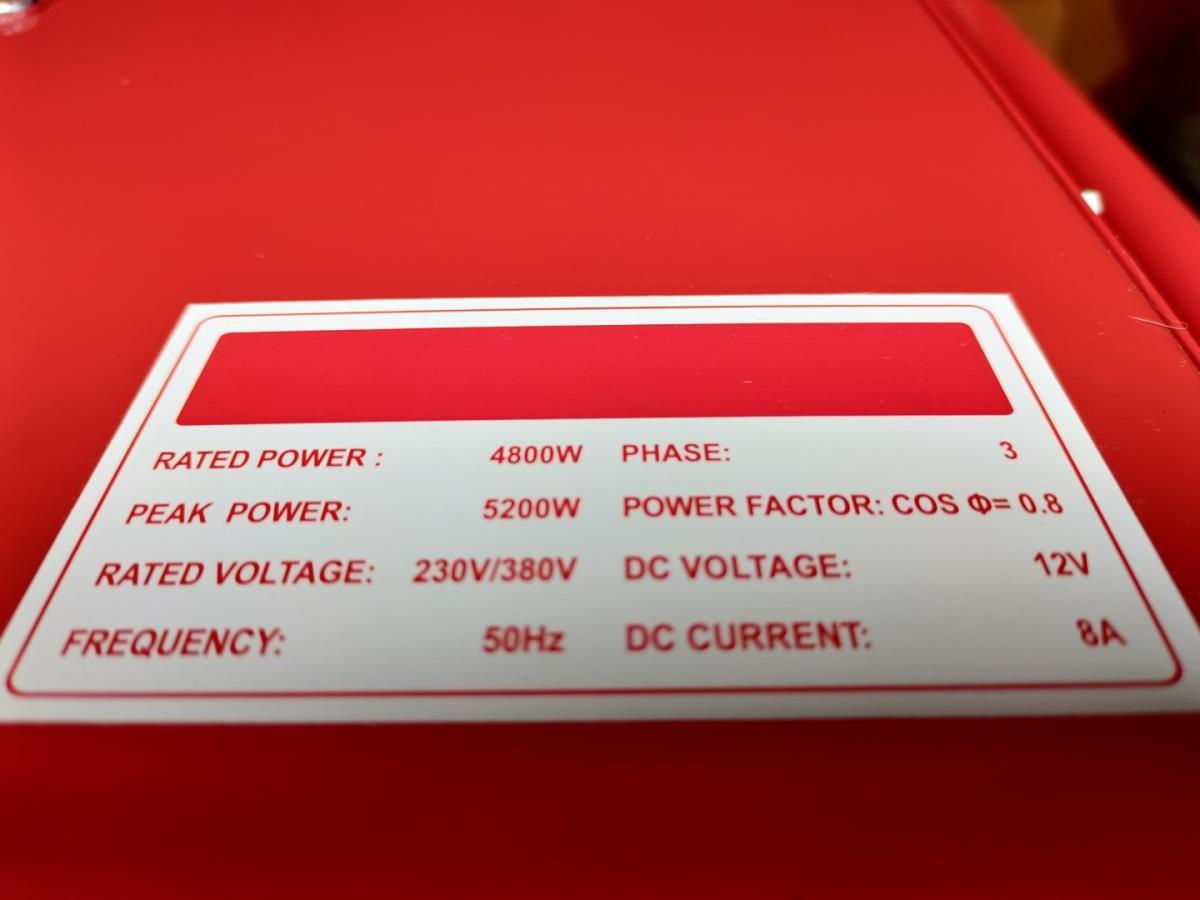 RATED POWER : 4800W PHASE: 3
PEAK POWER: 5200W POWER FACTOR: COS Φ= 0.8
RATED VOLTAGE: 230V/380V DC VOLTAGE: 12V
FREQUENCY: 50Hz DC CURRENT: 8A